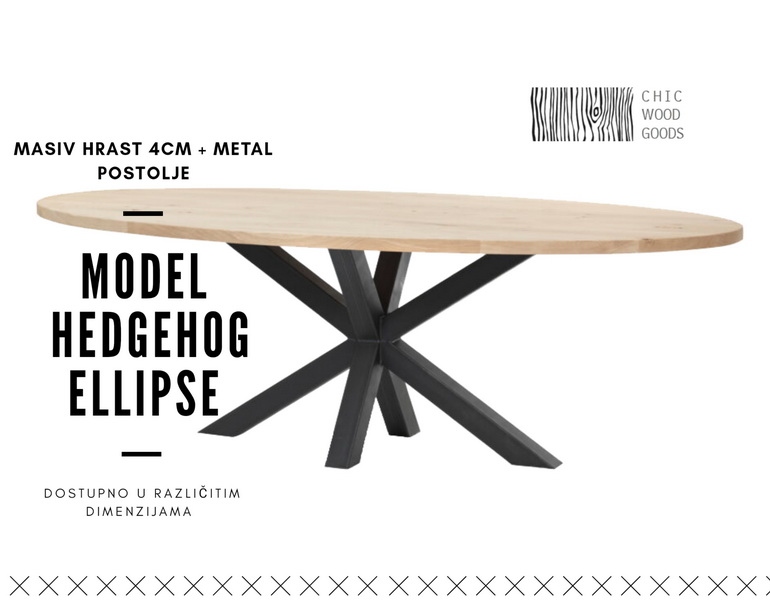 CHIC
WOOD
GOODS
MASIV HRAST 4CM + METAL
POSTOLJE
MODEL
HEDGEHOG
ELLIPSE
DOSTUPNO U RAZLIČITIM
DIMENZIJAMA